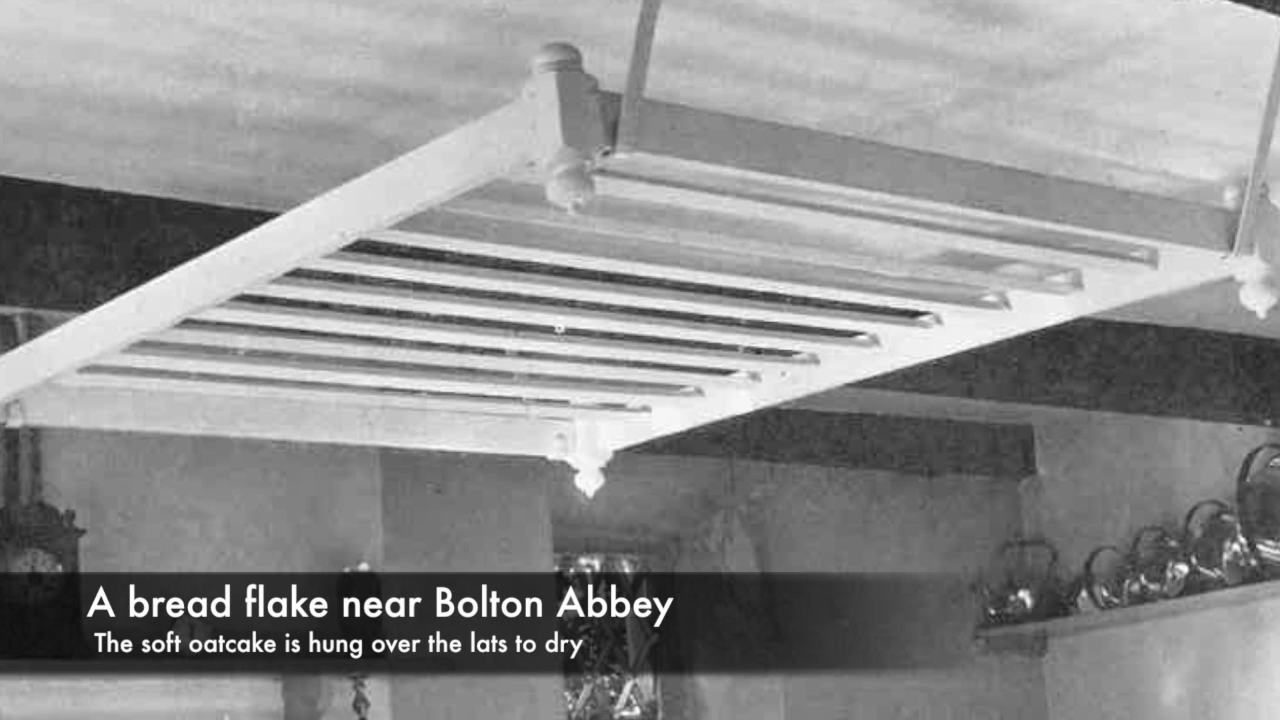 A bread flake near Bolton Abbey
The soft oatcake is hung over the lats to dry